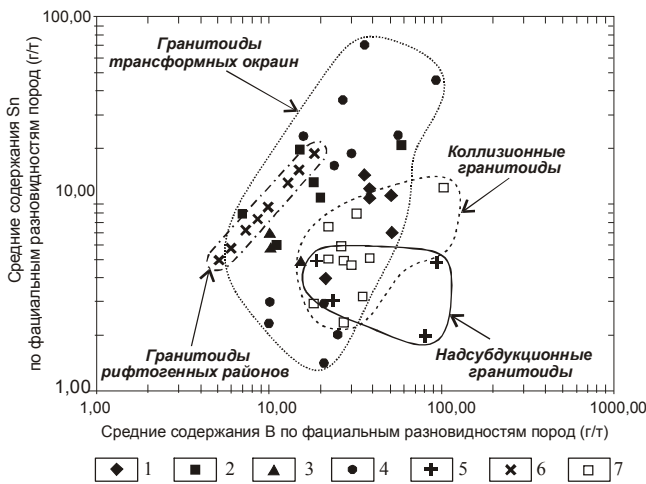 Средние содержания Sn
по фациальным разновидностям пород (г/т)
100,00
10,00
1,00
Гранитоиды
трансформных окраин
Коллизионные
гранитоиды
Гранитоиды
рифтогенных районов
Надсубдукционные
гранитоиды
1,00 10,00 100,00 1000,00
Средние содержания В по фациальным разновидностям пород (г/т)
1 2 3 4 5 6 7